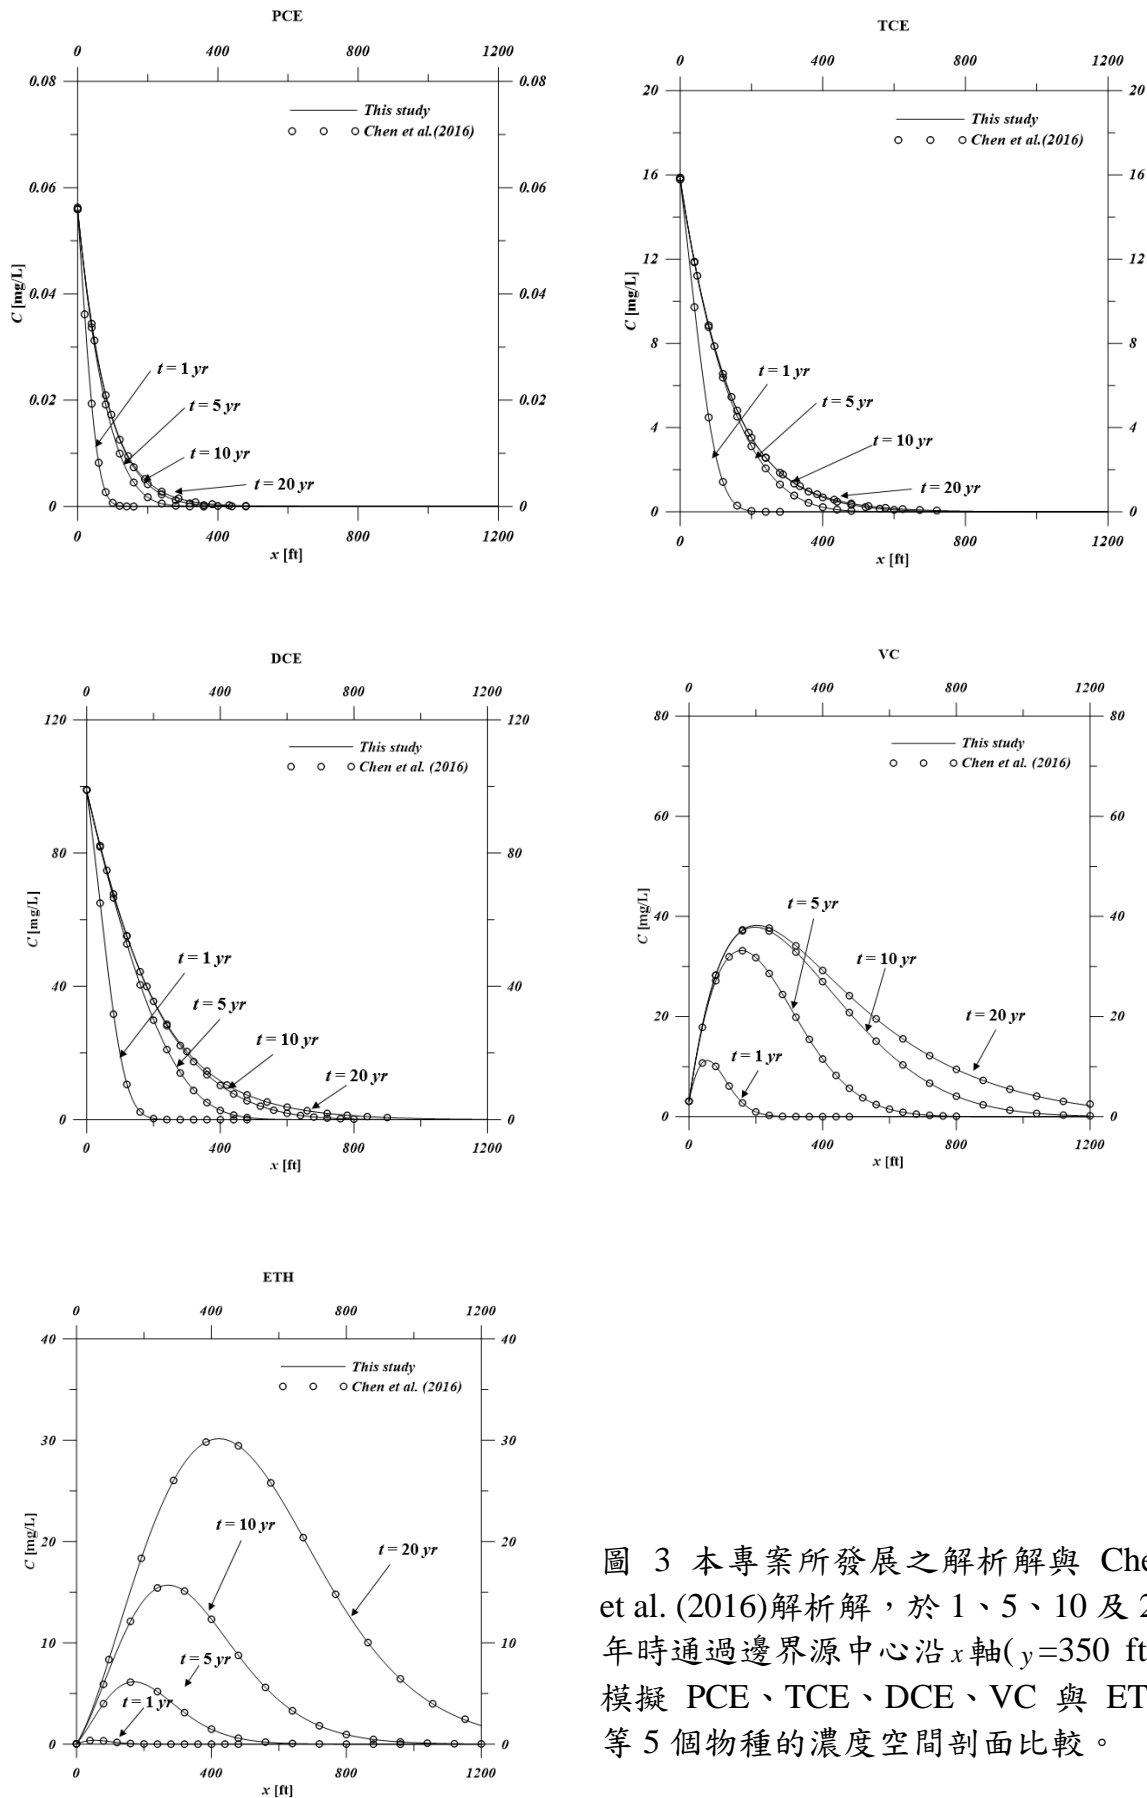 PCE
0 400 800 1200
0.08 0.08
This study
Chen et al.(2016)
0.06 0.06
C [mg/L]
0.04 0.04
t = 1 yr
t = 5 yr
0.02 0.02
t = 10 yr
t = 20 yr
0 0
0 400 800 1200
x [ft]
TCE
0 400 800 1200
20 20
This study
Chen et al.(2016)
16 16
12 12
C [mg/L]
8 8
t = 1 yr
t = 5 yr
4 4
t = 10 yr
t = 20 yr
0 0
0 400 800 1200
x [ft]
DCE
0 400 800 1200
120 120
This study
Chen et al. (2016)
80 80
C [mg/L]
t = 1 yr
40 40
t = 5 yr
t = 10 yr
t = 20 yr
0 0
0 400 800 1200
x [ft]
VC
0 400 800 1200
80 80
This study
Chen et al. (2016)
60 60
C [mg/L]
40 40
t = 5 yr
t = 10 yr
20 20
t = 20 yr
t = 1 yr
0 0
0 400 800 1200
x [ft]
ETH
0 400 800 1200
40 40
This study
Chen et al. (2016)
30 30
C [mg/L]
20 20
t = 10 yr
t = 20 yr
10 10
t = 5 yr
t = 1 yr
0 0
0 400 800 1200
x [ft]
圖 3 本專案所發展之解析解與 Che
et al. (2016)解析解，於 1、5、10 及 2
年時通過邊界源中心沿 x 軸( y =350 ft
模擬 PCE、TCE、DCE、VC 與 ET
等 5 個物種的濃度空間剖面比較。